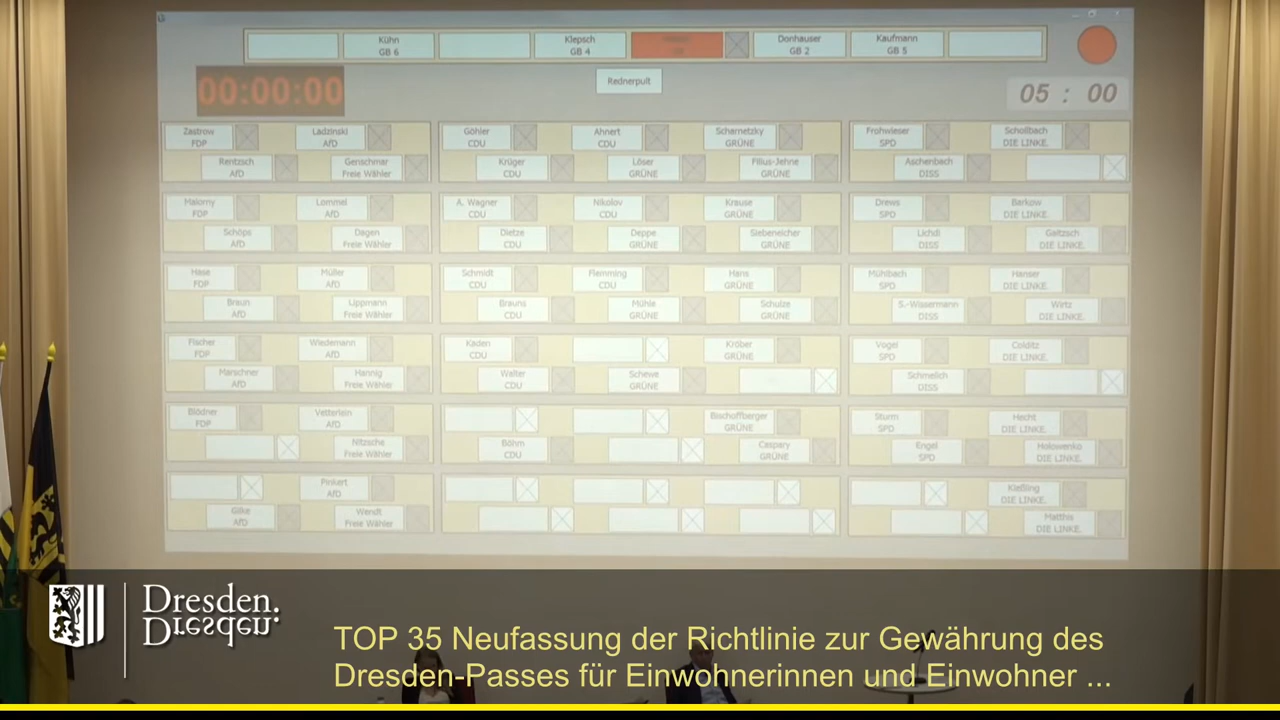 Kühn
GB 6
Klepsch
GB 4
Donhauser
GB 2
Kaufmann
GB 5
00:00:00
Rednerpult
05 : 00
Zastrow
FDP
Ladzinski
AfD
Göhler
CDU
Ahnert
CDU
Scharnetzky
GRÜNE
Frohwieser
SPD
Schollbach
DIE LINKE.
Rentzsch
AfD
Genschmar
Freie Wähler
Krüger
CDU
Löser
GRÜNE
Filius-Jehne
GRÜNE
Aschenbach
DISS
Malorny
FDP
Lommel
AfD
A. Wagner
CDU
Nikolov
CDU
Krause
GRÜNE
Drews
SPD
Barkow
DIE LINKE.
Schöps
AfD
Dagen
Freie Wähler
Dietze
CDU
Deppe
GRÜNE
Siebeneicher
GRÜNE
Lichdi
DISS
Gaitzsch
DIE LINKE.
Hase
FDP
Müller
AfD
Schmidt
CDU
Flemming
CDU
Hans
GRÜNE
Mühlbach
SPD
Hanser
DIE LINKE.
Braun
AfD
Lippmann
Freie Wähler
Brauns
CDU
Mühle
GRÜNE
Schulze
GRÜNE
S.-Wissermann
DISS
Wirtz
DIE LINKE.
Fischer
FDP
Wiedemann
AfD
Kaden
CDU
Kröber
GRÜNE
Vogel
SPD
Colditz
DIE LINKE.
Marschner
AfD
Hannig
Freie Wähler
Walter
CDU
Schewe
GRÜNE
Schmelich
DISS
Blödner
FDP
Vetterlein
AfD
Bischoffberger
GRÜNE
Sturm
SPD
Hecht
DIE LINKE.
Nitzsche
Freie Wähler
Böhm
CDU
Caspary
GRÜNE
Engel
SPD
Holowenko
DIE LINKE.
Pinkert
AfD
Kießling
DIE LINKE.
Gilke
AfD
Wendt
Freie Wähler
Matthis
DIE LINKE.
Dresden.
Dresden.
TOP 35 Neufassung der Richtlinie zur Gewährung des
Dresden-Passes für Einwohnerinnen und Einwohner ...